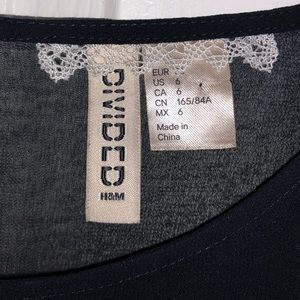 DIVIDED
H&M
EUR
US 6
CA 6
CN 165/84A
MX 6
Made in
China